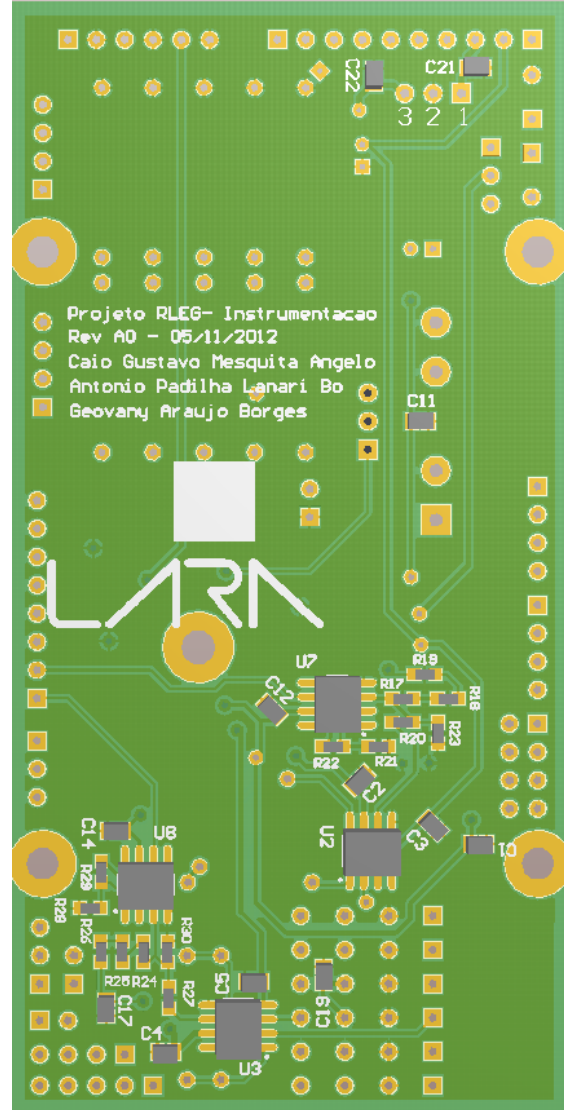 C22
C21
3 2 1
Projeto RLEG- Instrumentacao
Rev A0 - 05/11/2012
Caio Gustavo Mesquita Angelo
Antonio Padilha Lanari Bo
Geovany Araujo Borges
C11
LARA
U7
R19
C12
R17
R18
R20
R23
R22
R21
C2
C14
U6
U2
C3
C1
R29
R28
R26
R30
R25
R24
R27
C5
C17
C19
C4
U3